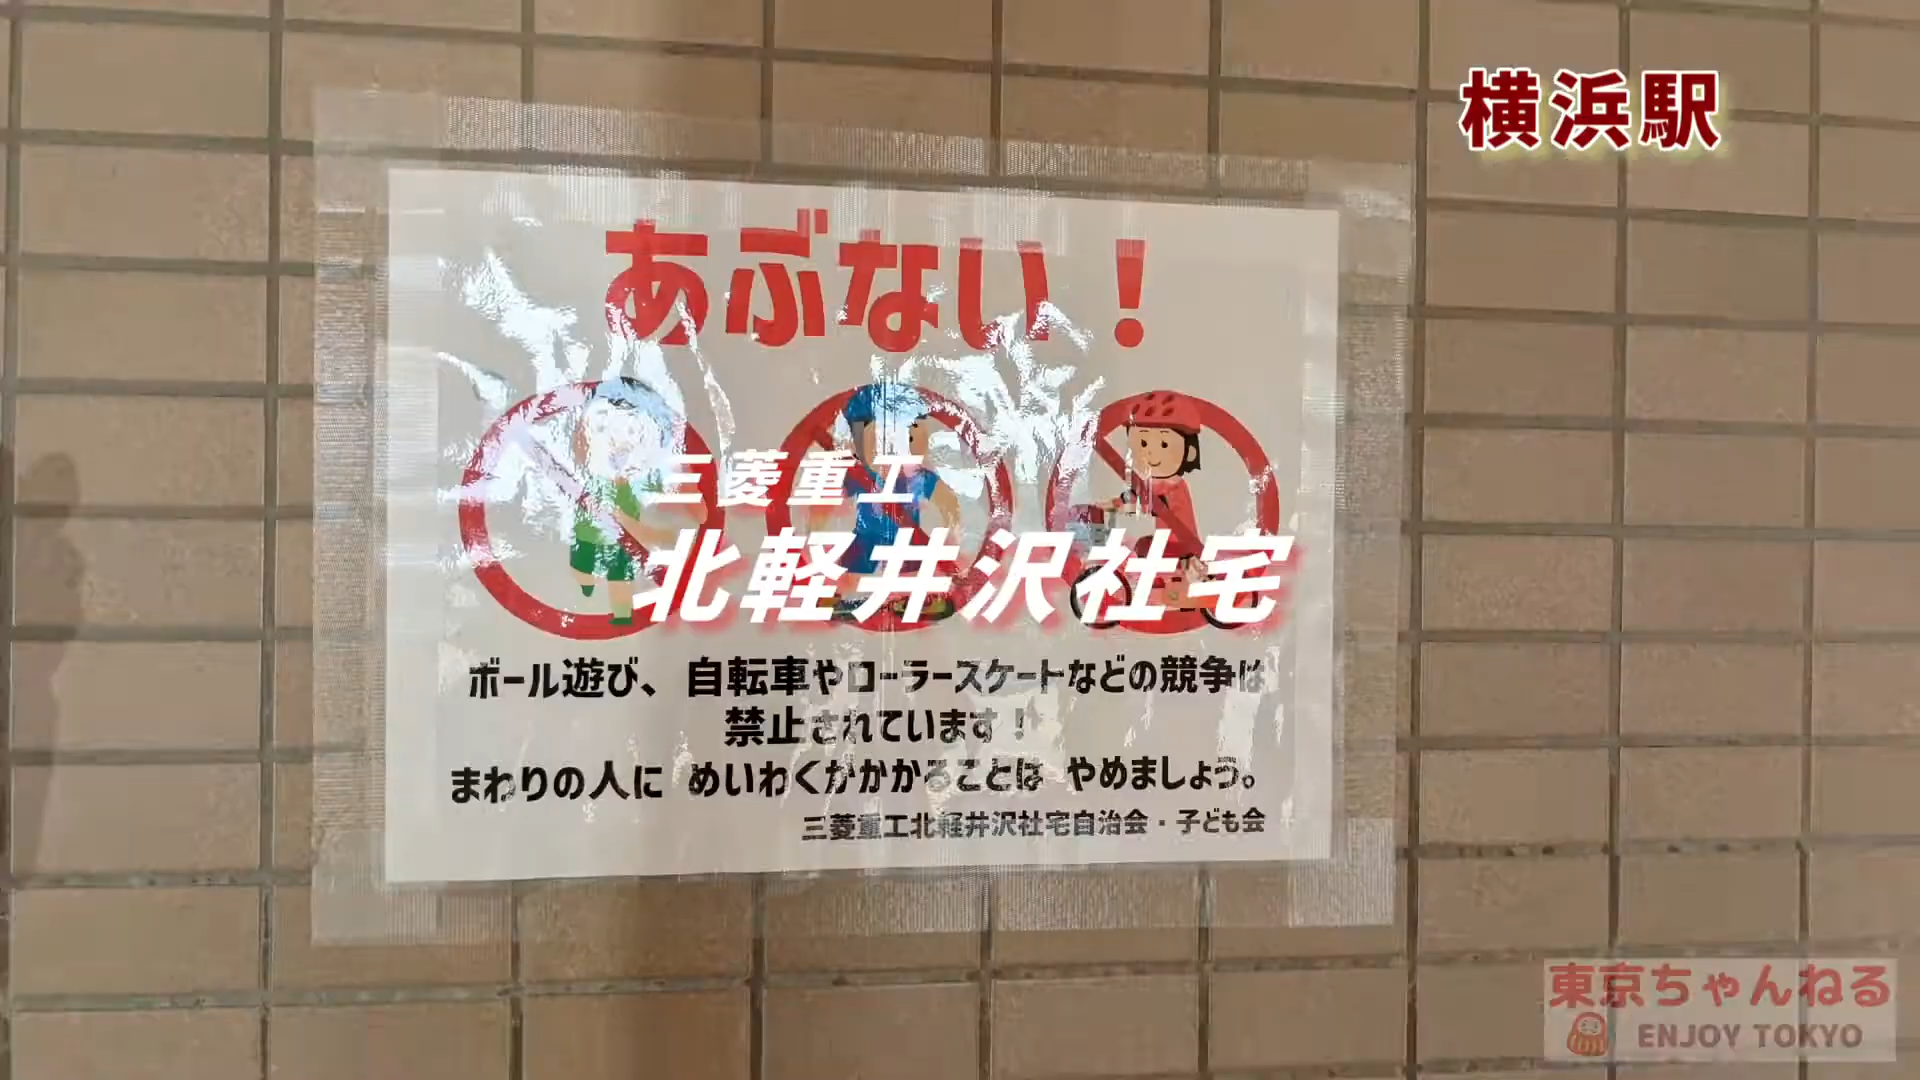 横浜駅
あぶない！
三菱重工
北軽井沢社宅
ボール遊び、自転車やローラースケートなどの競争は
禁止されています！
まわりの人に めいわくがかかることは やめましょう。
三菱重工北軽井沢社宅自治会・子ども会
東京ちゃんねる
ENJOY TOKYO